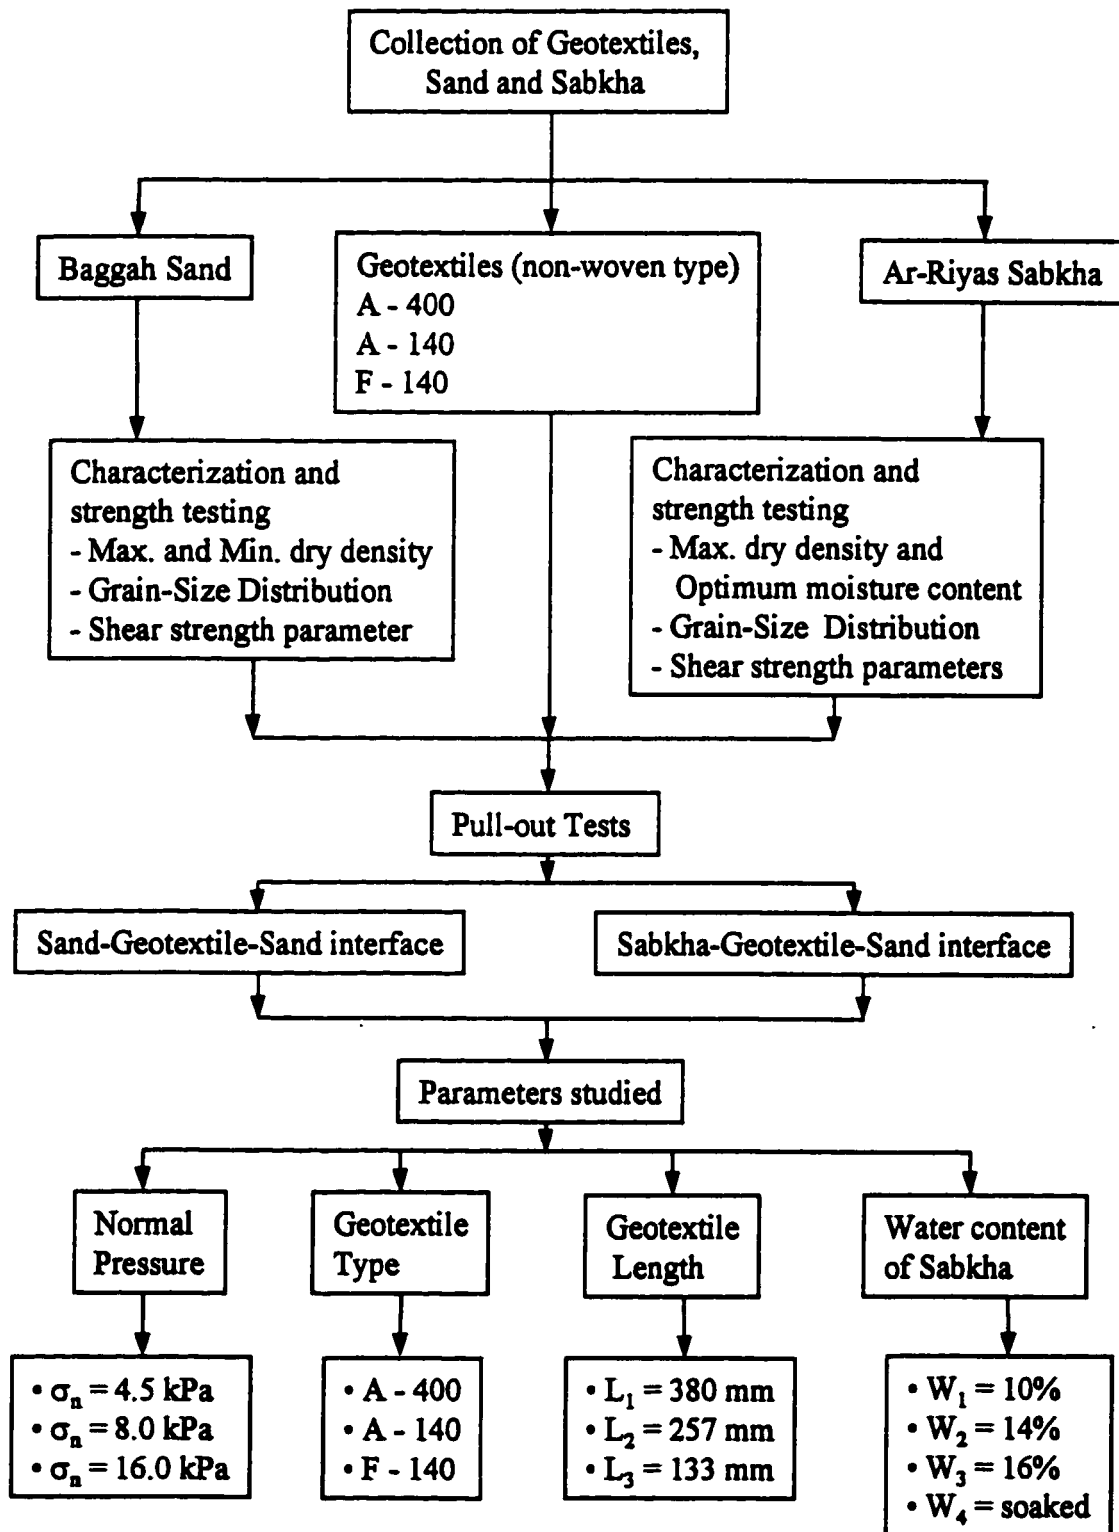 Collection of Geotextiles,
Sand and Sabkha
Baggah Sand
Geotextiles (non-woven type)
A - 400
A - 140
F - 140
Ar-Riyas Sabkha
Characterization and
strength testing
- Max. and Min. dry density
- Grain-Size Distribution
- Shear strength parameter
Characterization and
strength testing
- Max. dry density and
Optimum moisture content
- Grain-Size Distribution
- Shear strength parameters
Pull-out Tests
Sand-Geotextile-Sand interface
Sabkha-Geotextile-Sand interface
Parameters studied
Normal
Pressure
Geotextile
Type
Geotextile
Length
Water content
of Sabkha
• σₙ = 4.5 kPa
• σₙ = 8.0 kPa
• σₙ = 16.0 kPa
• A - 400
• A - 140
• F - 140
• L₁ = 380 mm
• L₂ = 257 mm
• L₃ = 133 mm
• W₁ = 10%
• W₂ = 14%
• W₃ = 16%
• W₄ = soaked